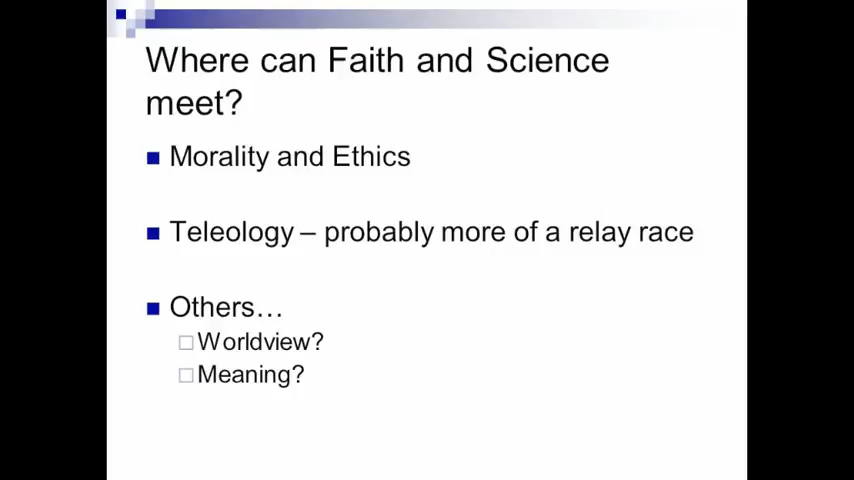 Where can Faith and Science
meet?
Morality and Ethics
Teleology – probably more of a relay race
Others…
Worldview?
Meaning?